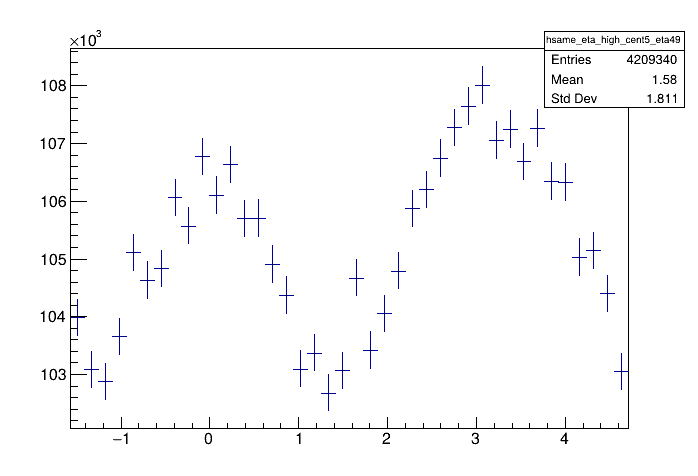 ×10³
hsame_eta_high_cent5_eta49
Entries 4209340
Mean 1.58
Std Dev 1.811
108
107
106
105
104
103
−1 0 1 2 3 4